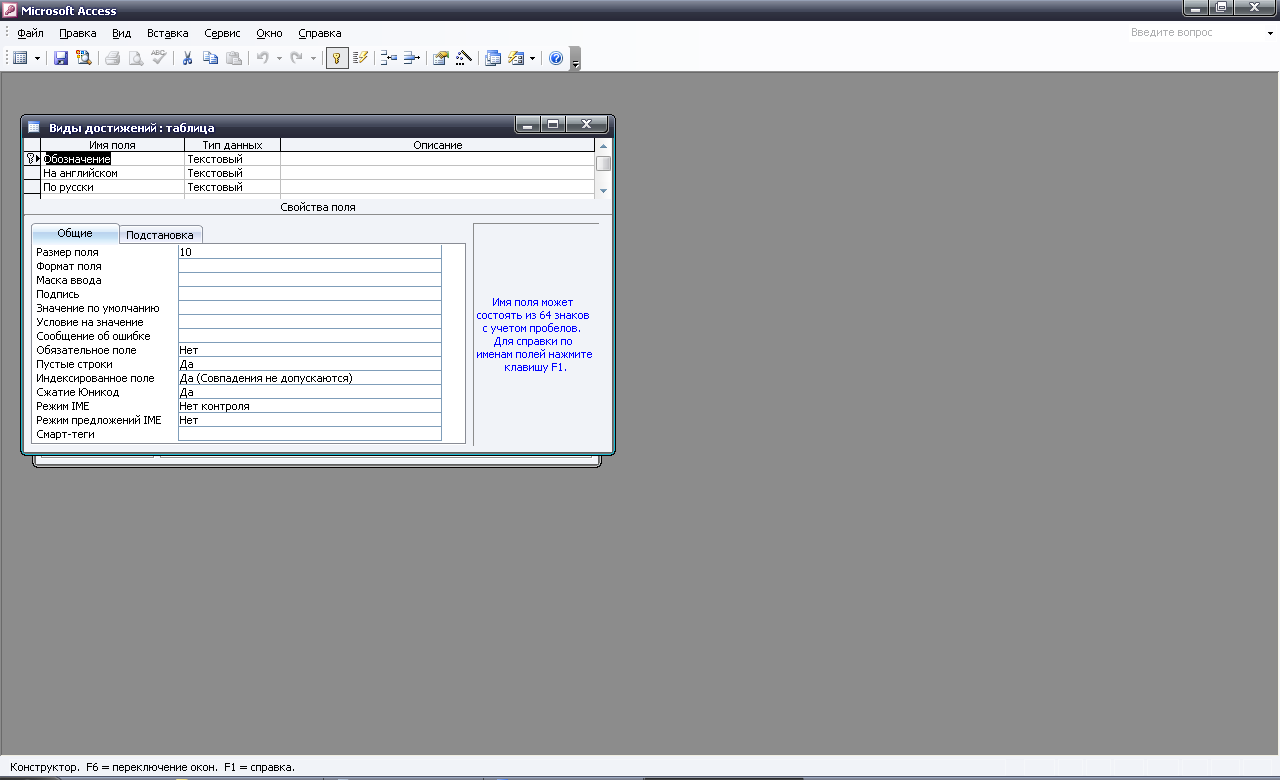 Microsoft Access
Файл Правка Вид Вставка Сервис Окно Справка Введите вопрос
Виды достижений : таблица
Имя поля Тип данных Описание
Обозначение Текстовый
На английском Текстовый
По русски Текстовый
Свойства поля
Общие Подстановка
Размер поля 10
Формат поля
Маска ввода
Подпись
Значение по умолчанию
Условие на значение
Сообщение об ошибке
Обязательное поле Нет
Пустые строки Да
Индексированное поле Да (Совпадения не допускаются)
Сжатие Юникод Да
Режим IME Нет контроля
Режим предложений IME Нет
Смарт-теги
Имя поля может
состоять из 64 знаков
с учетом пробелов.
Для справки по
именам полей нажмите
клавишу F1.
Конструктор. F6 = переключение окон. F1 = справка.